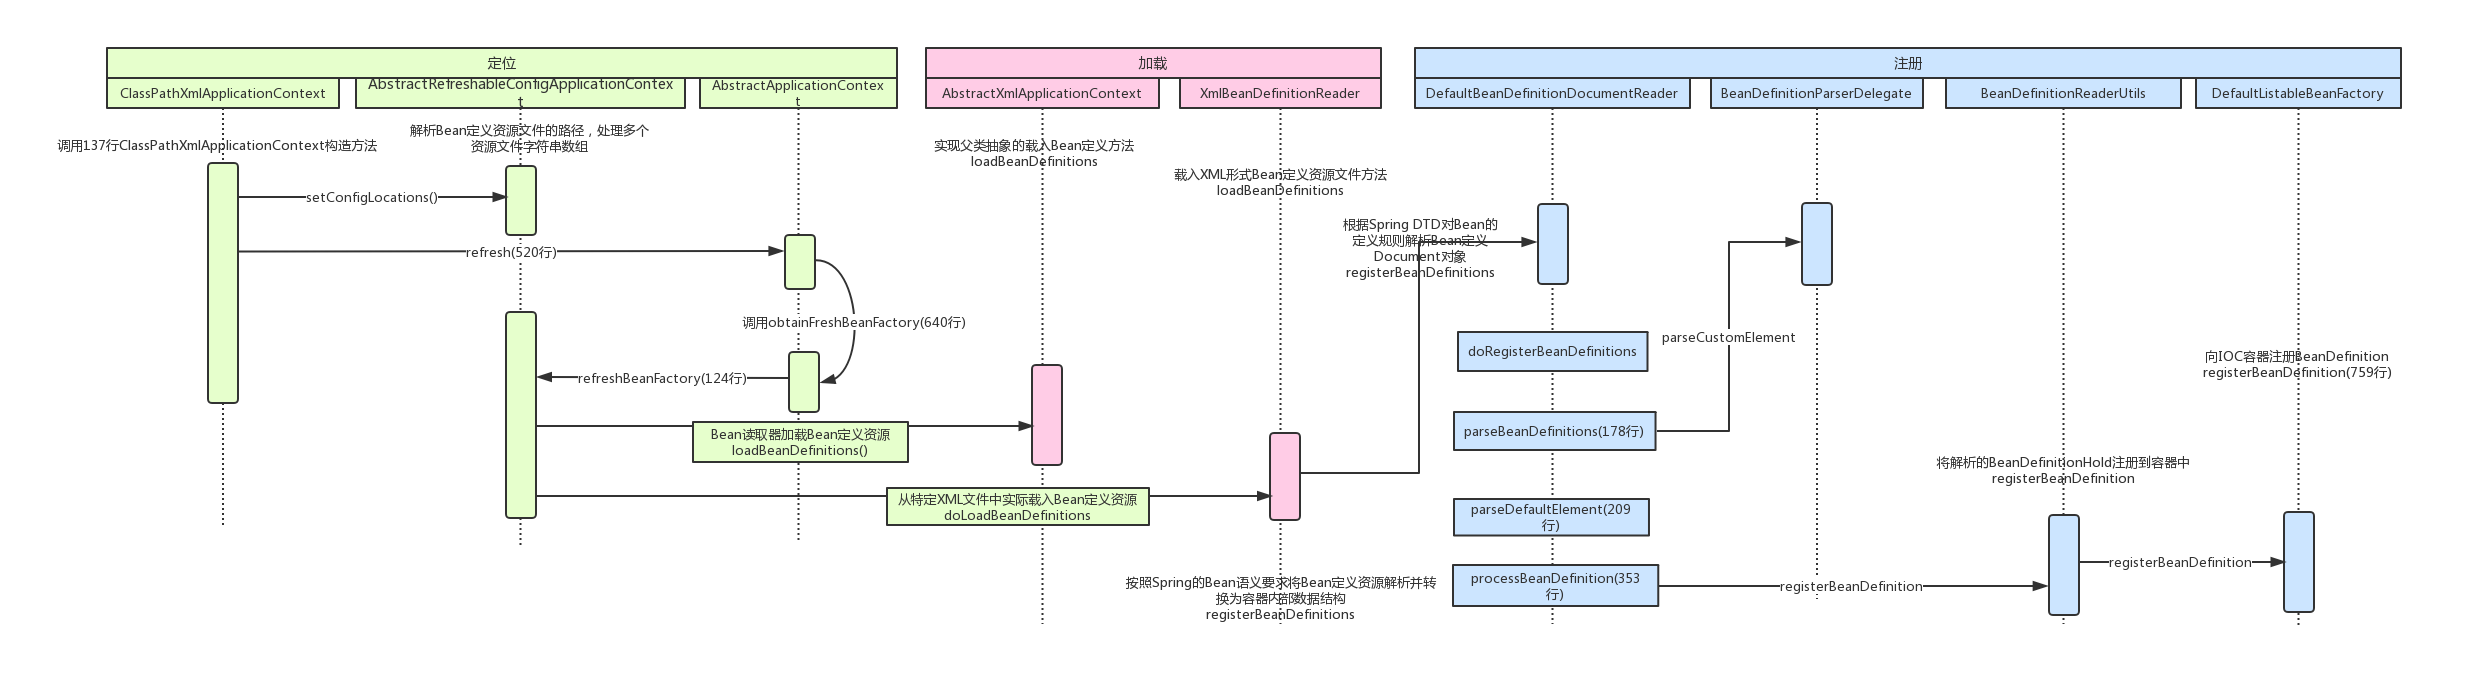 定位
加载
注册
ClassPathXmlApplicationContext
AbstractRefreshableConfigApplicationContex
t
AbstractApplicationContex
t
AbstractXmlApplicationContext
XmlBeanDefinitionReader
DefaultBeanDefinitionDocumentReader
BeanDefinitionParserDelegate
BeanDefinitionReaderUtils
DefaultListableBeanFactory
调用137行ClassPathXmlApplicationContext构造方法
解析Bean定义资源文件的路径，处理多个
资源文件字符串数组
实现父类抽象的载入Bean定义方法
loadBeanDefinitions
载入XML形式Bean定义资源文件方法
loadBeanDefinitions
setConfigLocations()
根据Spring DTD对Bean的
定义规则解析Bean定义
Document对象
registerBeanDefinitions
refresh(520行)
调用obtainFreshBeanFactory(640行)
doRegisterBeanDefinitions
parseCustomElement
向IOC容器注册BeanDefinition
registerBeanDefinition(759行)
refreshBeanFactory(124行)
Bean读取器加载Bean定义资源
loadBeanDefinitions()
parseBeanDefinitions(178行)
将解析的BeanDefinitionHold注册到容器中
registerBeanDefinition
从特定XML文件中实际载入Bean定义资源
doLoadBeanDefinitions
parseDefaultElement(209
行)
registerBeanDefinition
按照Spring的Bean语义要求将Bean定义资源解析并转
换为容器内部数据结构
registerBeanDefinitions
processBeanDefinition(353
行)
registerBeanDefinition